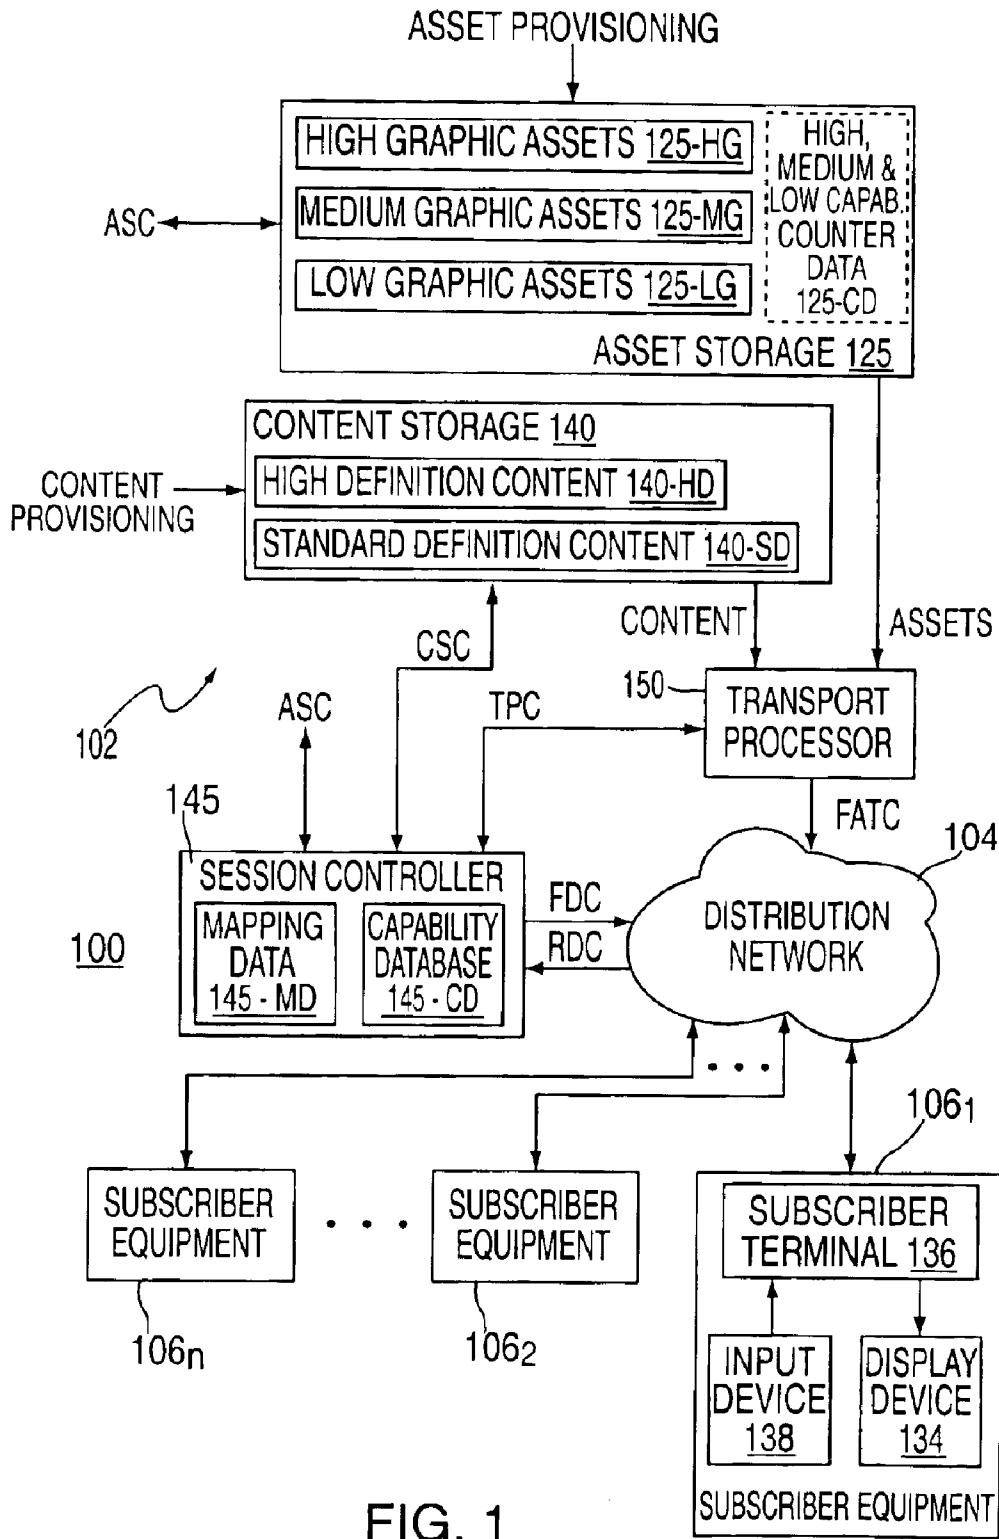 ASSET PROVISIONING
HIGH GRAPHIC ASSETS 125-HG
MEDIUM GRAPHIC ASSETS 125-MG
LOW GRAPHIC ASSETS 125-LG
HIGH,
MEDIUM &
LOW CAPAB.
COUNTER
DATA
125-CD
ASC
ASSET STORAGE 125
CONTENT STORAGE 140
HIGH DEFINITION CONTENT 140-HD
STANDARD DEFINITION CONTENT 140-SD
CONTENT
PROVISIONING
CONTENT
ASSETS
CSC
ASC
TPC
102
150
TRANSPORT
PROCESSOR
FATC
145
SESSION CONTROLLER
MAPPING
DATA
145 - MD
CAPABILITY
DATABASE
145 - CD
100
FDC
RDC
104
DISTRIBUTION
NETWORK
• • •
SUBSCRIBER
EQUIPMENT
106n
• • • •
SUBSCRIBER
EQUIPMENT
1062
1061
SUBSCRIBER
TERMINAL 136
INPUT
DEVICE
138
DISPLAY
DEVICE
134
SUBSCRIBER EQUIPMENT
FIG. 1